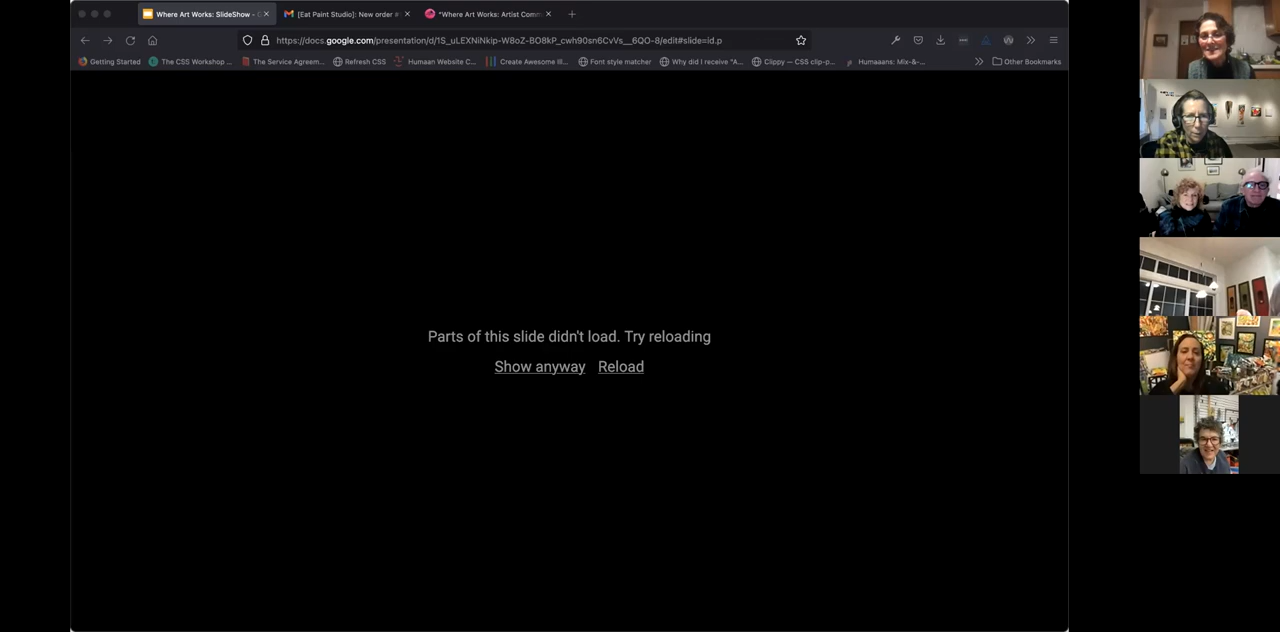 Where Art Works: SlideShow -
[Eat Paint Studio]: New order #
*Where Art Works: Artist Comm
https://docs.google.com/presentation/d/1S_uLEXNiNkip-W8oZ-BO8kP_cwh90sn6CvVs__6QO-8/edit#slide=id.p
Getting Started
The CSS Workshop ...
The Service Agreem...
Refresh CSS
Humaan Website C...
Create Awesome Ill...
Font style matcher
Why did I receive "A...
Clippy — CSS clip-p...
Humaaans: Mix-&-...
Other Bookmarks
Parts of this slide didn't load. Try reloading
Show anyway Reload